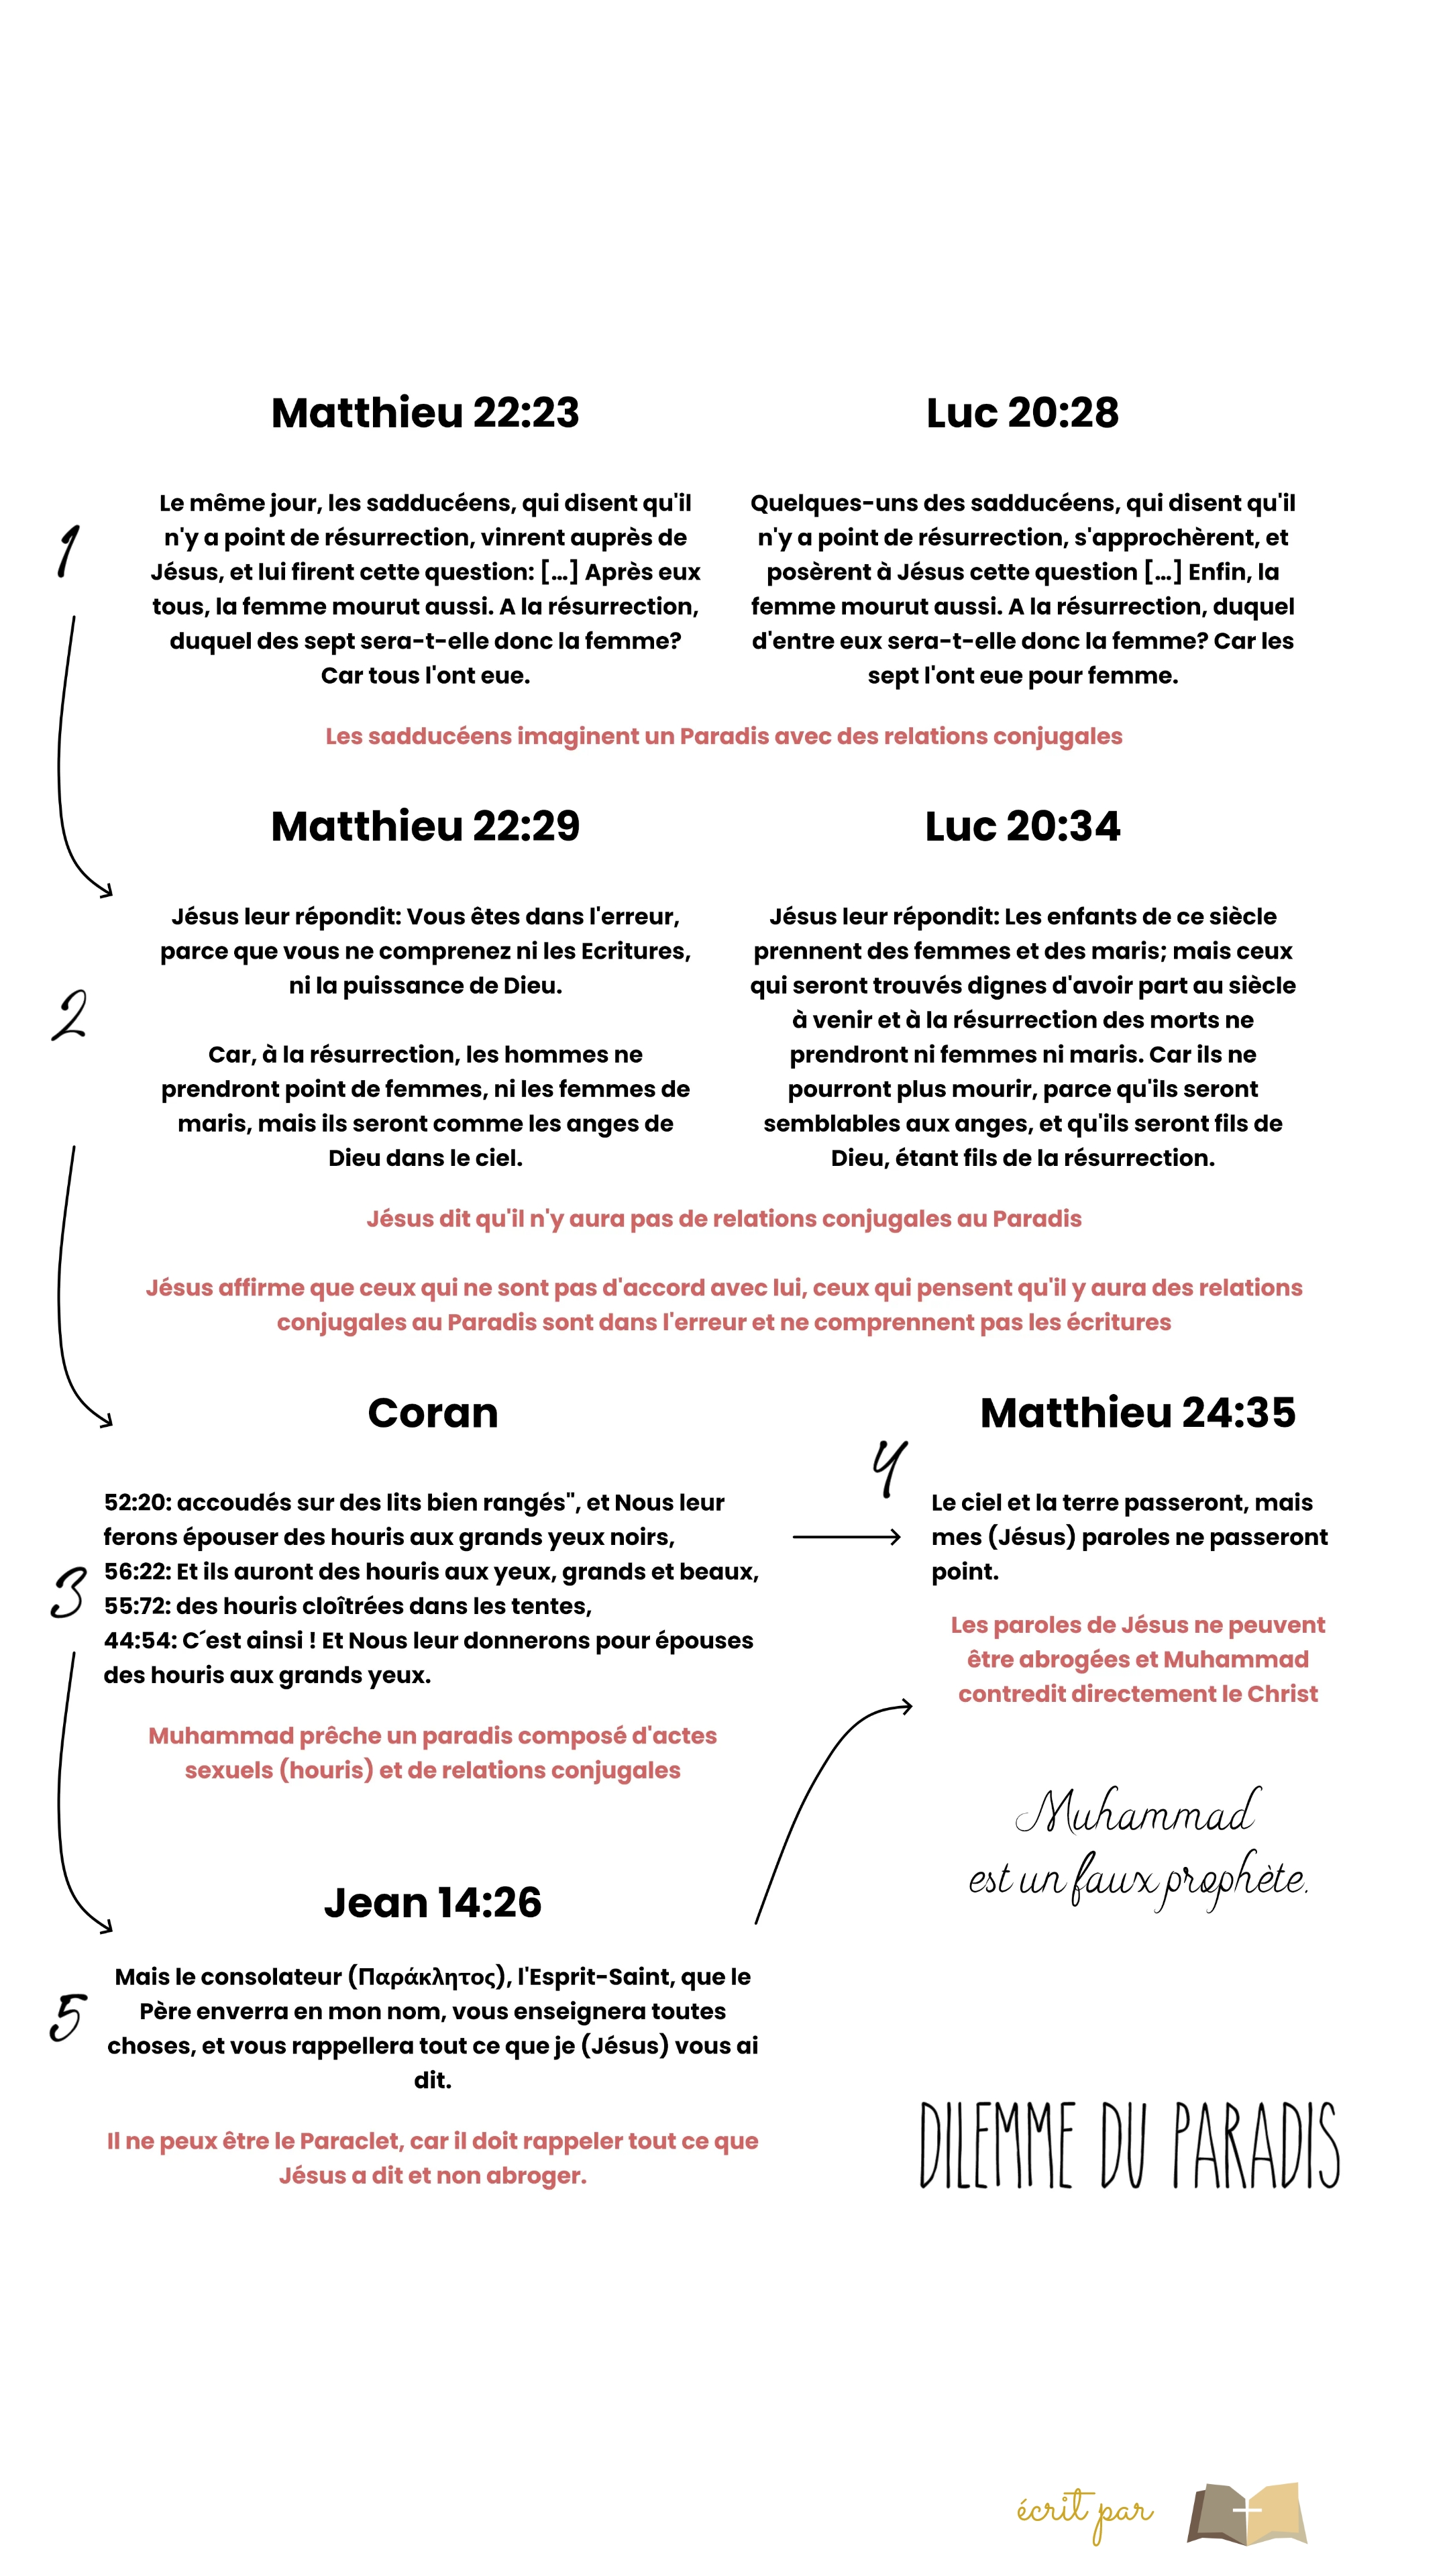 Matthieu 22:23
Le même jour, les sadducéens, qui disent qu'il
n'y a point de résurrection, vinrent auprès de
Jésus, et lui firent cette question: [...] Après eux
tous, la femme mourut aussi. A la résurrection,
duquel des sept sera-t-elle donc la femme?
Car tous l'ont eue.
Luc 20:28
Quelques-uns des sadducéens, qui disent qu'il
n'y a point de résurrection, s'approchèrent, et
posèrent à Jésus cette question [...] Enfin, la
femme mourut aussi. A la résurrection, duquel
d'entre eux sera-t-elle donc la femme? Car les
sept l'ont eue pour femme.
1
Les sadducéens imaginent un Paradis avec des relations conjugales
Matthieu 22:29
Jésus leur répondit: Vous êtes dans l'erreur,
parce que vous ne comprenez ni les Ecritures,
ni la puissance de Dieu.
Car, à la résurrection, les hommes ne
prendront point de femmes, ni les femmes de
maris, mais ils seront comme les anges de
Dieu dans le ciel.
Luc 20:34
Jésus leur répondit: Les enfants de ce siècle
prennent des femmes et des maris; mais ceux
qui seront trouvés dignes d'avoir part au siècle
à venir et à la résurrection des morts ne
prendront ni femmes ni maris. Car ils ne
pourront plus mourir, parce qu'ils seront
semblables aux anges, et qu'ils seront fils de
Dieu, étant fils de la résurrection.
2
Jésus dit qu'il n'y aura pas de relations conjugales au Paradis
Jésus affirme que ceux qui ne sont pas d'accord avec lui, ceux qui pensent qu'il y aura des relations
conjugales au Paradis sont dans l'erreur et ne comprennent pas les écritures
Coran
52:20: accoudés sur des lits bien rangés", et Nous leur
ferons épouser des houris aux grands yeux noirs,
56:22: Et ils auront des houris aux yeux, grands et beaux,
55:72: des houris cloîtrées dans les tentes,
44:54: C´est ainsi ! Et Nous leur donnerons pour épouses
des houris aux grands yeux.
3
Muhammad prêche un paradis composé d'actes
sexuels (houris) et de relations conjugales
Matthieu 24:35
4
Le ciel et la terre passeront, mais
mes (Jésus) paroles ne passeront
point.
Les paroles de Jésus ne peuvent
être abrogées et Muhammad
contredit directement le Christ
Muhammad
est un faux prophète.
Jean 14:26
Mais le consolateur (Παράκλητος), l'Esprit-Saint, que le
Père enverra en mon nom, vous enseignera toutes
choses, et vous rappellera tout ce que je (Jésus) vous ai
dit.
5
Il ne peux être le Paraclet, car il doit rappeler tout ce que
Jésus a dit et non abroger.
DILEMME DU PARADIS
écrit par